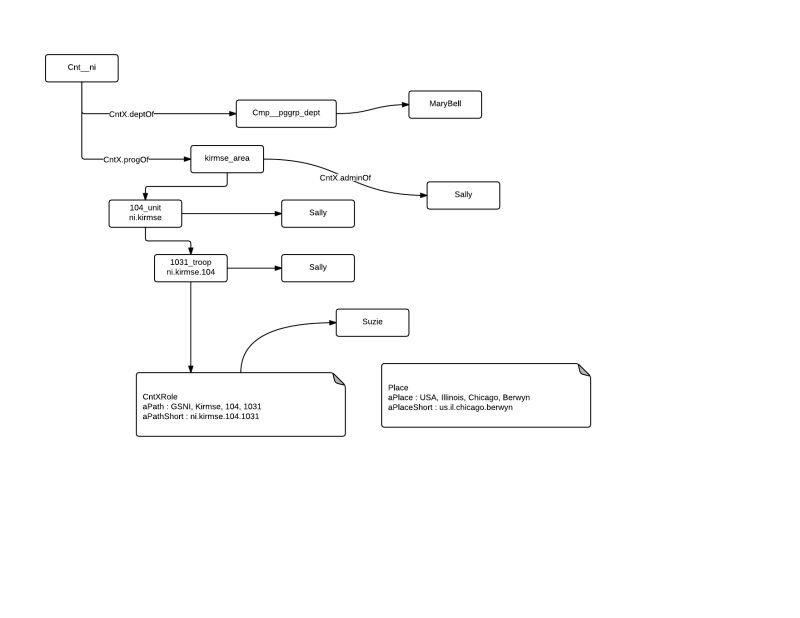 Cnt__ni
CntX.deptOf
Cmp__pggrp_dept
MaryBell
CntX.progOf
kirmse_area
CntX.adminOf
Sally
104_unit
ni.kirmse
Sally
1031_troop
ni.kirmse.104
Sally
Suzie
CntXRole
aPath : GSNI, Kirmse, 104, 1031
aPathShort : ni.kirmse.104.1031
Place
aPlace : USA, Illinois, Chicago, Berwyn
aPlaceShort : us.il.chicago.berwyn